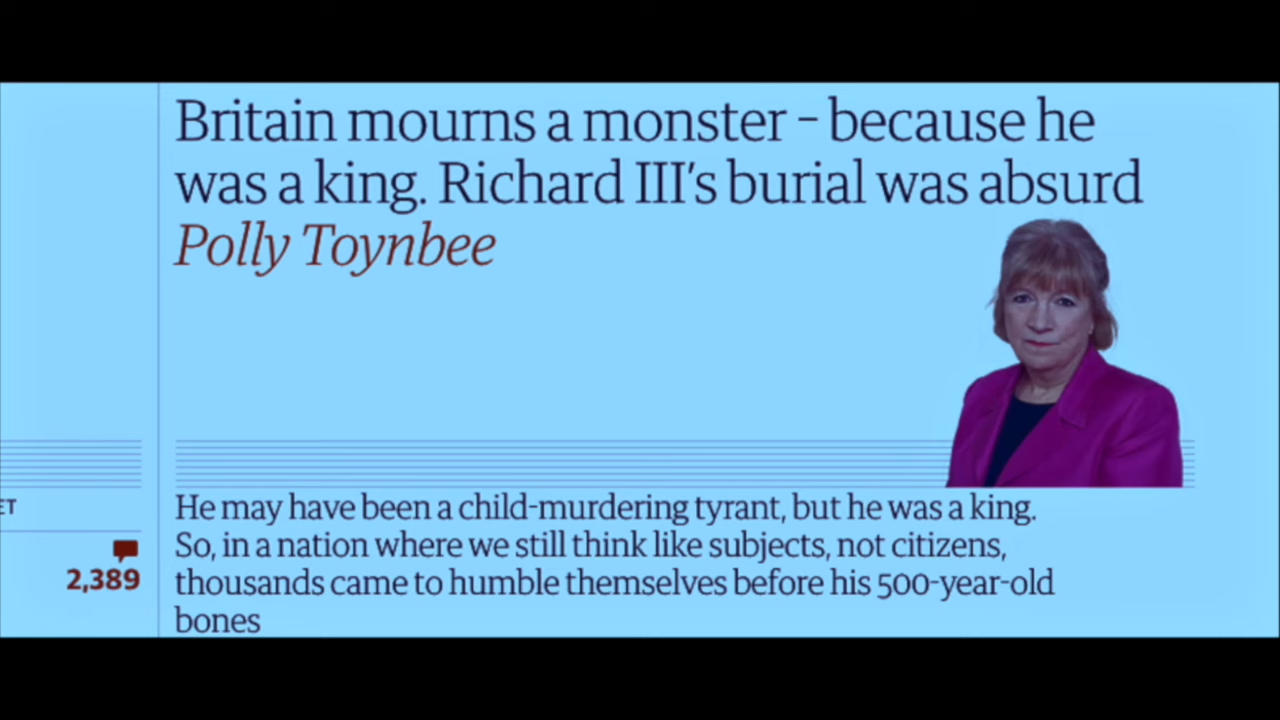 Britain mourns a monster – because he
was a king. Richard III's burial was absurd
Polly Toynbee
ET
2,389
He may have been a child-murdering tyrant, but he was a king.
So, in a nation where we still think like subjects, not citizens,
thousands came to humble themselves before his 500-year-old
bones